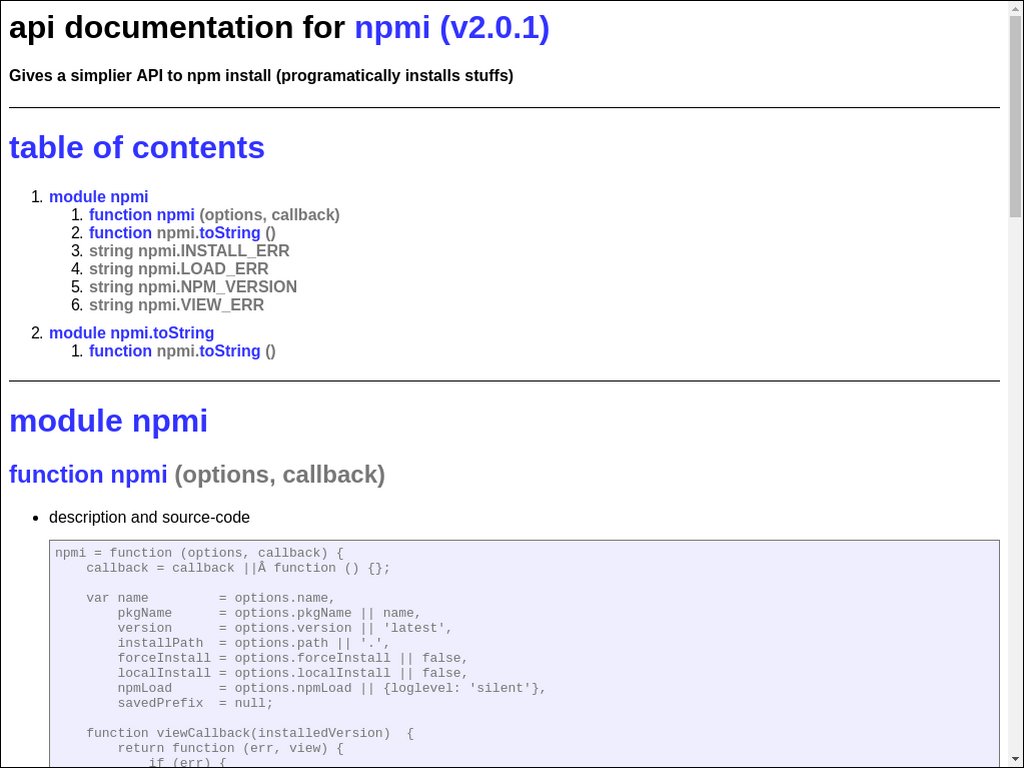 api documentation for npmi (v2.0.1)
Gives a simplier API to npm install (programatically installs stuffs)
table of contents
1. module npmi
1. function npmi (options, callback)
2. function npmi.toString ()
3. string npmi.INSTALL_ERR
4. string npmi.LOAD_ERR
5. string npmi.NPM_VERSION
6. string npmi.VIEW_ERR
2. module npmi.toString
1. function npmi.toString ()
module npmi
function npmi (options, callback)
• description and source-code
npmi = function (options, callback) {
    callback = callback ||Â function () {};
    var name         = options.name,
        pkgName      = options.pkgName || name,
        version      = options.version || 'latest',
        installPath  = options.path || '.',
        forceInstall = options.forceInstall || false,
        localInstall = options.localInstall || false,
        npmLoad      = options.npmLoad || {loglevel: 'silent'},
        savedPrefix  = null;
    function viewCallback(installedVersion)  {
        return function (err, view) {
            if (err) {